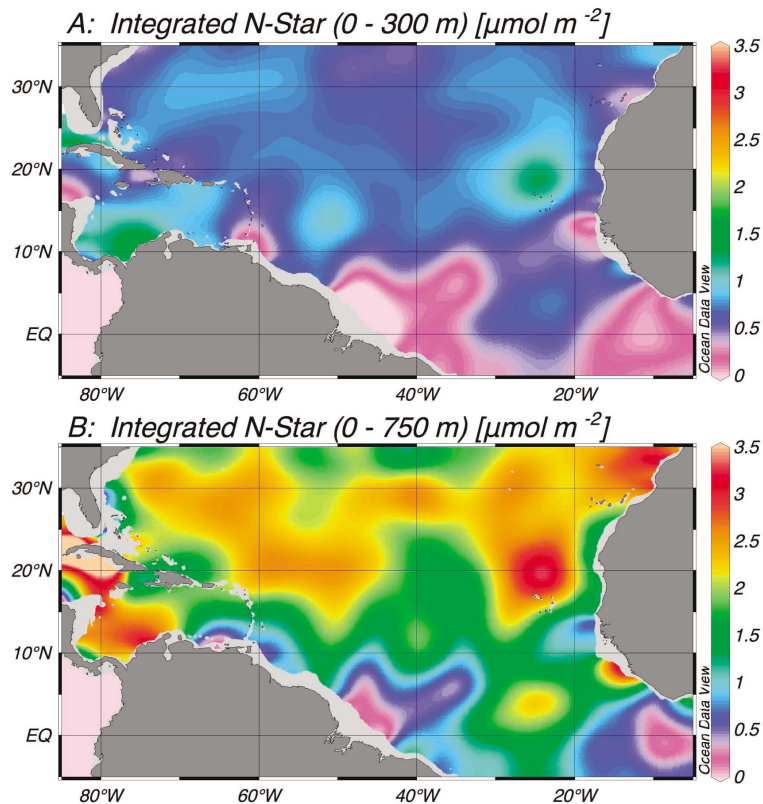 A: Integrated N-Star (0 - 300 m) [µmol m⁻²]
30°N
20°N
10°N
EQ
80°W
60°W
40°W
20°W
3.5
3
2.5
2
1.5
1
0.5
0
Ocean Data View
B: Integrated N-Star (0 - 750 m) [µmol m⁻²]
30°N
20°N
10°N
EQ
80°W
60°W
40°W
20°W
3.5
3
2.5
2
1.5
1
0.5
0
Ocean Data View